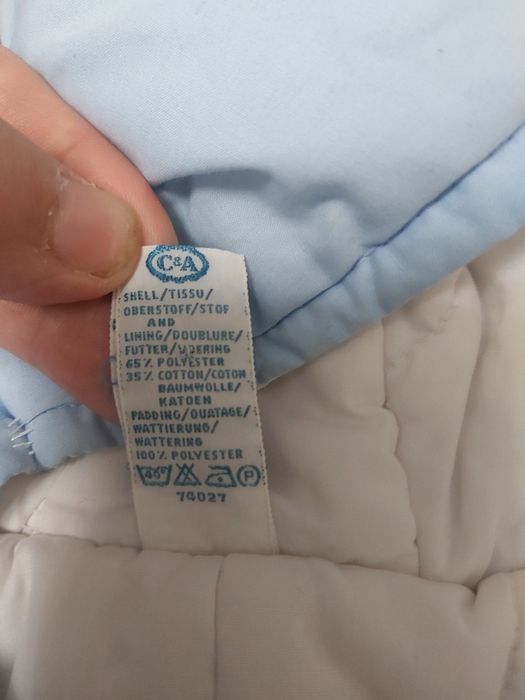 C&A
SHELL/TISSU/
OBERSTOFF/STOF
AND
LINING/DOUBLURE/
FUTTER/VOERING
65% POLYESTER
35% COTTON/COTON
BAUMWOLLE/
KATOEN
PADDING/OUATAGE/
WATTIERUNG/
WATTERING
100% POLYESTER
40° P
74027